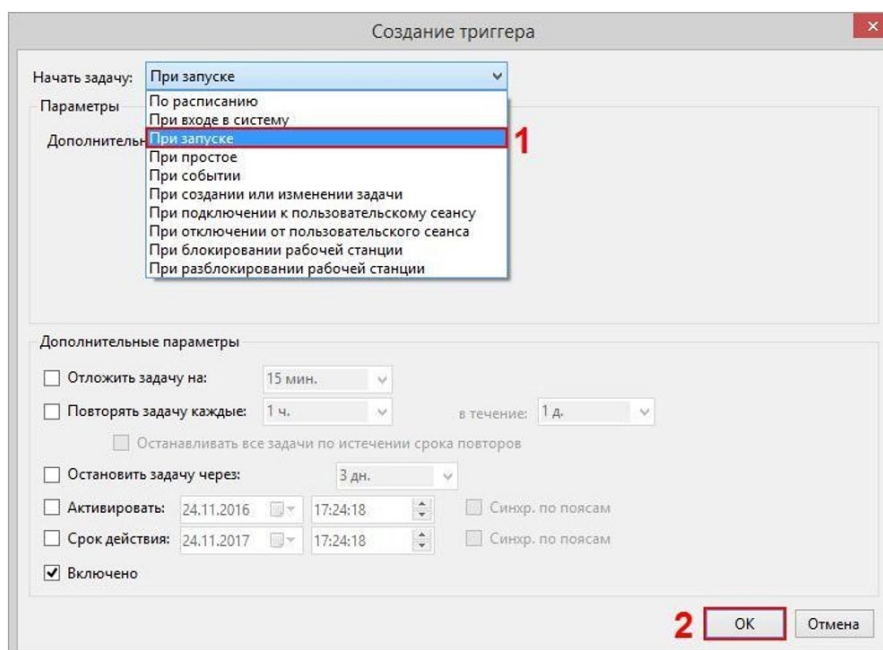 Создание триггера
Начать задачу: При запуске
По расписанию
Параметры
При входе в систему
Дополнительн При запуске 1
При простое
При событии
При создании или изменении задачи
При подключении к пользовательскому сеансу
При отключении от пользовательского сеанса
При блокировании рабочей станции
При разблокировании рабочей станции
Дополнительные параметры
Отложить задачу на: 15 мин.
Повторять задачу каждые: 1 ч. в течение: 1 д.
Останавливать все задачи по истечении срока повторов
Остановить задачу через: 3 дн.
Активировать: 24.11.2016 17:24:18 Синхр. по поясам
Срок действия: 24.11.2017 17:24:18 Синхр. по поясам
Включено
2 OK Отмена